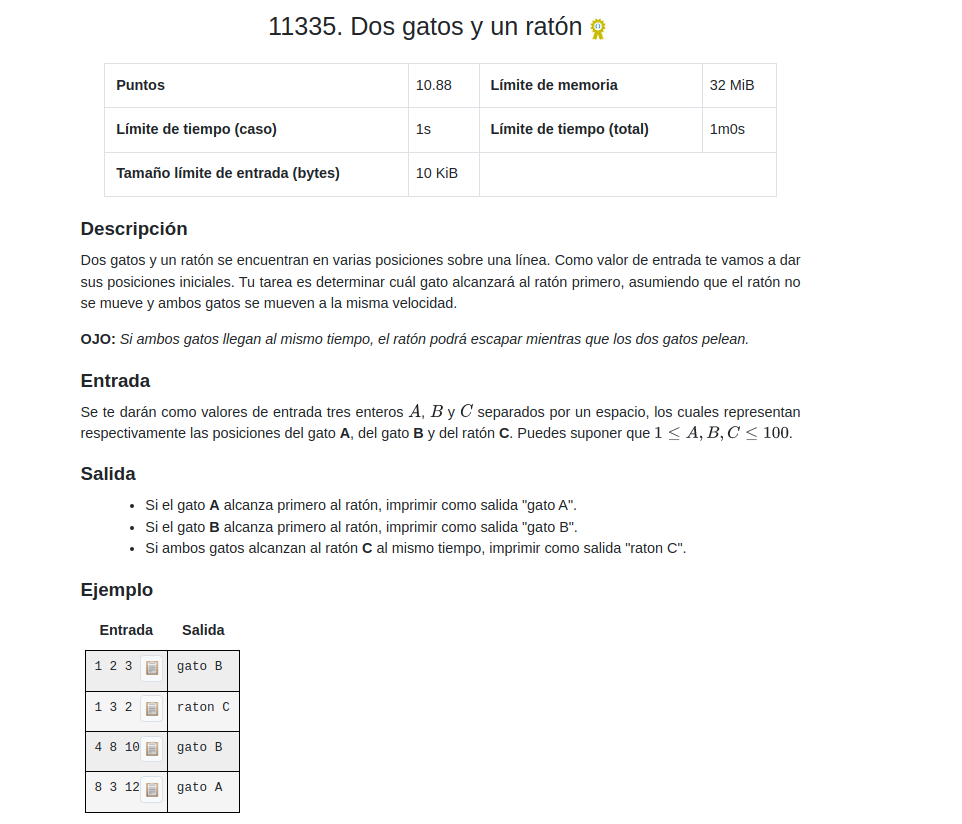 11335. Dos gatos y un ratón
Puntos 10.88 Límite de memoria 32 MiB
Límite de tiempo (caso) 1s Límite de tiempo (total) 1m0s
Tamaño límite de entrada (bytes) 10 KiB
Descripción
Dos gatos y un ratón se encuentran en varias posiciones sobre una línea. Como valor de entrada te vamos a dar
sus posiciones iniciales. Tu tarea es determinar cuál gato alcanzará al ratón primero, asumiendo que el ratón no
se mueve y ambos gatos se mueven a la misma velocidad.
OJO: Si ambos gatos llegan al mismo tiempo, el ratón podrá escapar mientras que los dos gatos pelean.
Entrada
Se te darán como valores de entrada tres enteros A, B y C separados por un espacio, los cuales representan
respectivamente las posiciones del gato A, del gato B y del ratón C. Puedes suponer que 1 ≤ A, B, C ≤ 100.
Salida
• Si el gato A alcanza primero al ratón, imprimir como salida "gato A".
• Si el gato B alcanza primero al ratón, imprimir como salida "gato B".
• Si ambos gatos alcanzan al ratón C al mismo tiempo, imprimir como salida "raton C".
Ejemplo
Entrada Salida
1 2 3 gato B
1 3 2 raton C
4 8 10 gato B
8 3 12 gato A